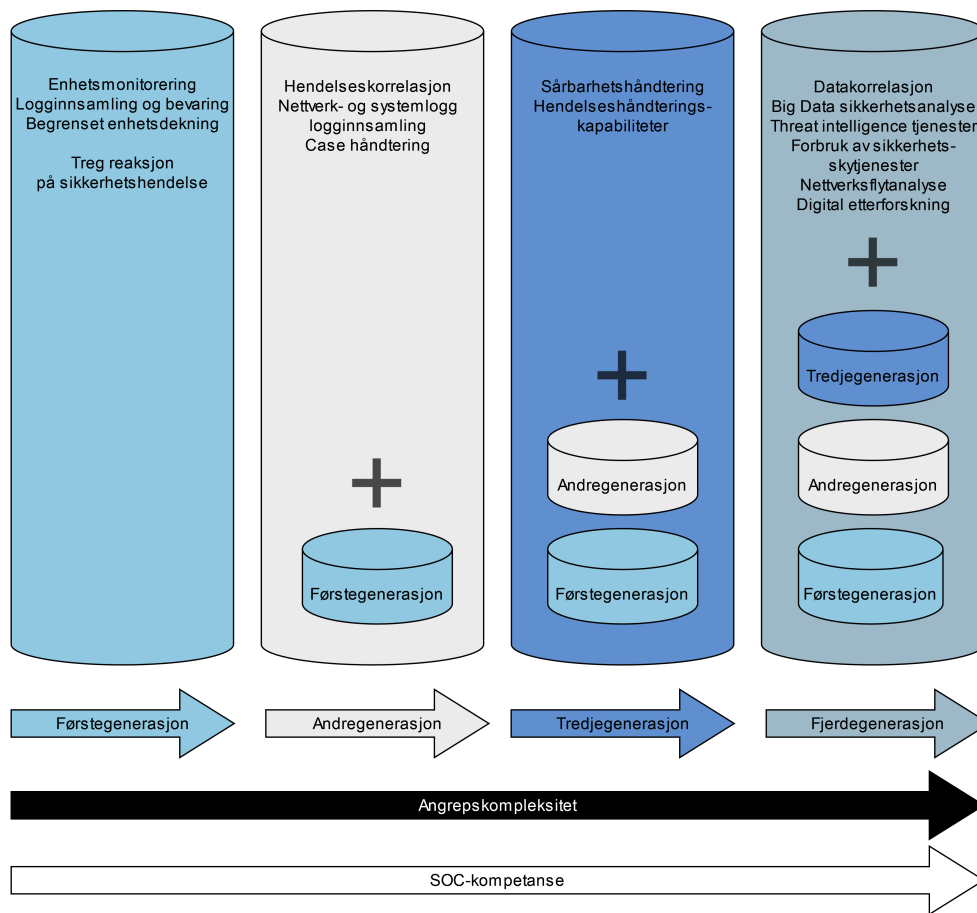 Enhetsmonitorering
Logginnsamling og bevaring
Begrenset enhetsdekning
Treg reaksjon
på sikkerhetshendelse
Hendelseskorrelasjon
Nettverk- og systemlogg
logginnsamling
Case håndtering
Førstegenerasjon
Sårbarhetshåndtering
Hendelseshåndterings-
kapabiliteter
Andregenerasjon
Førstegenerasjon
Datakorrelasjon
Big Data sikkerhetsanalyse
Threat intelligence tjenester
Forbruk av sikkerhets-
skytjenester
Nettverksflytanalyse
Digital etterforskning
Tredjegenerasjon
Andregenerasjon
Førstegenerasjon
Førstegenerasjon
Andregenerasjon
Tredjegenerasjon
Fjerdegenerasjon
Angrepskompleksitet
SOC-kompetanse